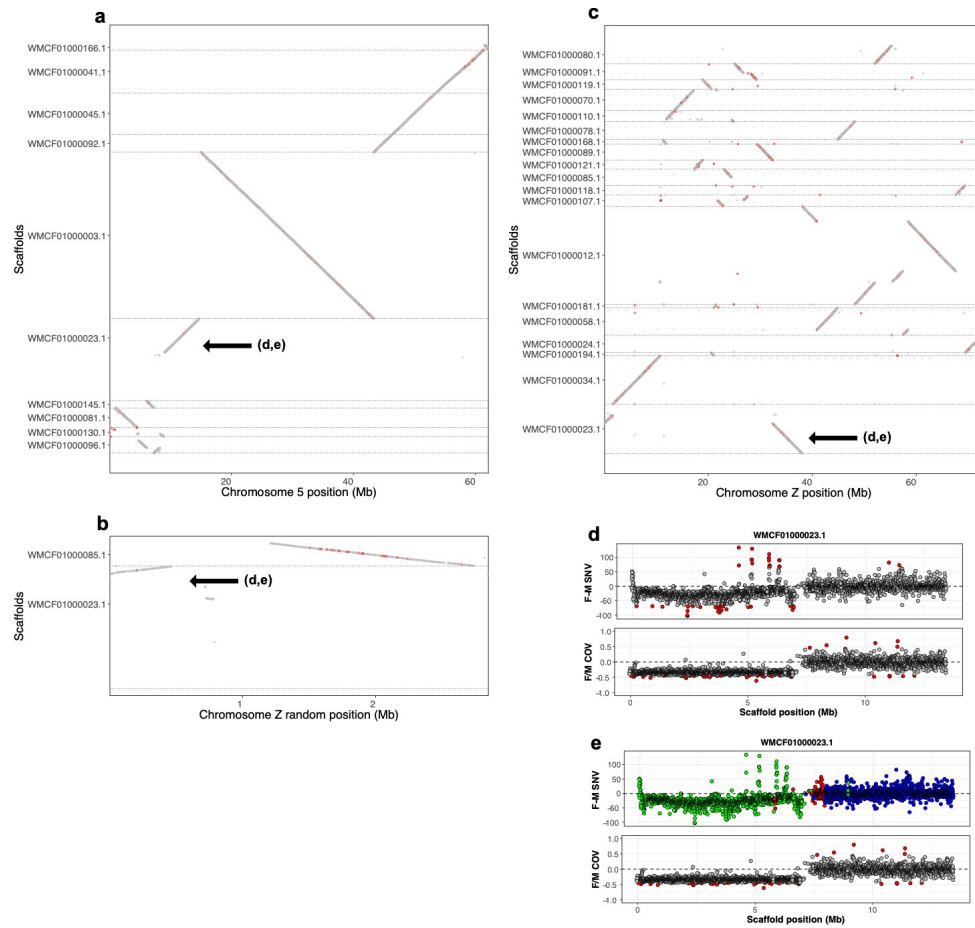 a
WMCF01000166.1
WMCF01000041.1
WMCF01000045.1
WMCF01000092.1
WMCF01000003.1
WMCF01000023.1
WMCF01000145.1
WMCF01000081.1
WMCF01000130.1
WMCF01000096.1
Scaffolds
(d,e)
20 40 60
Chromosome 5 position (Mb)
b
WMCF01000085.1
WMCF01000023.1
Scaffolds
(d,e)
1 2
Chromosome Z random position (Mb)
c
WMCF01000080.1
WMCF01000091.1
WMCF01000119.1
WMCF01000070.1
WMCF01000110.1
WMCF01000078.1
WMCF01000168.1
WMCF01000089.1
WMCF01000121.1
WMCF01000085.1
WMCF01000118.1
WMCF01000107.1
WMCF01000012.1
WMCF01000181.1
WMCF01000058.1
WMCF01000024.1
WMCF01000194.1
WMCF01000034.1
WMCF01000023.1
Scaffolds
(d,e)
20 40 60
Chromosome Z position (Mb)
d
WMCF01000023.1
F-M SNV
100
50
0
-50
-100
F/M COV
1.0
0.5
0.0
-0.5
-1.0
0 5 10
Scaffold position (Mb)
e
WMCF01000023.1
F-M SNV
100
50
0
-50
-100
F/M COV
1.0
0.5
0.0
-0.5
-1.0
0 5 10
Scaffold position (Mb)